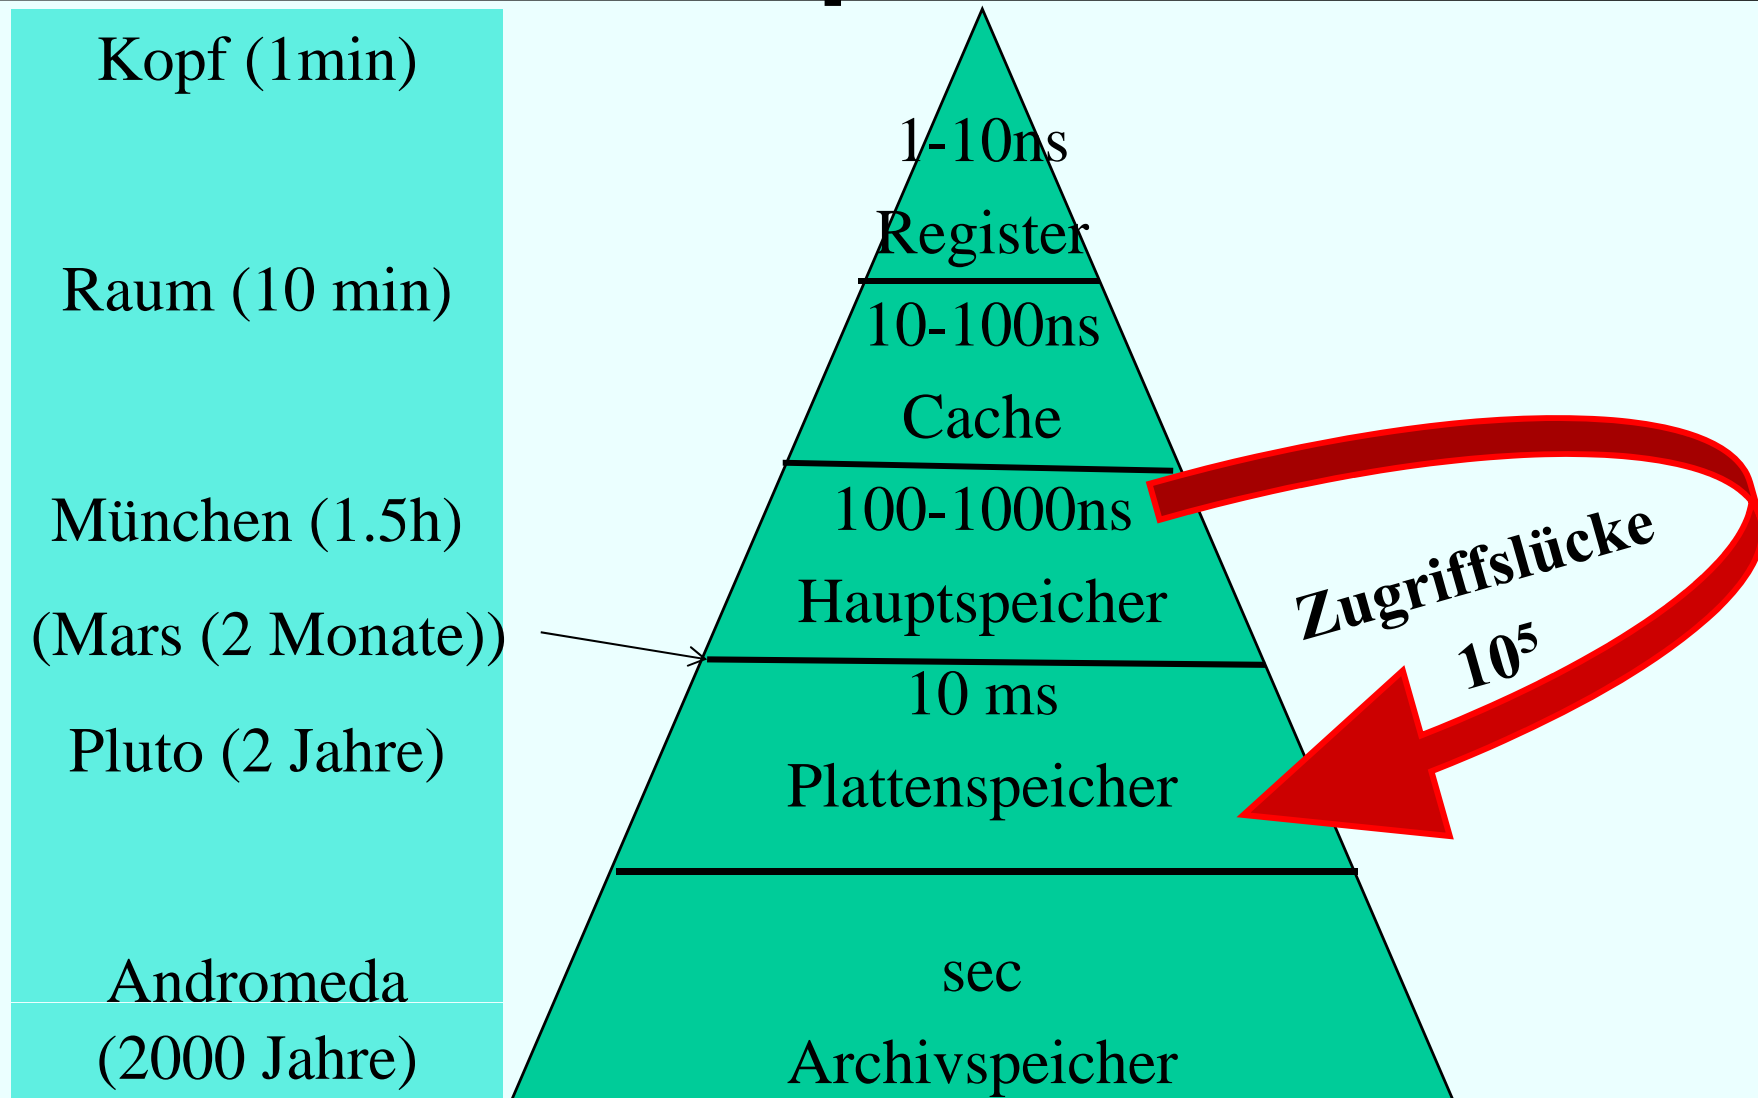 Kopf (1min)
Raum (10 min)
München (1.5h)
(Mars (2 Monate))
Pluto (2 Jahre)
Andromeda
(2000 Jahre)
1-10ns
Register
10-100ns
Cache
100-1000ns
Hauptspeicher
10 ms
Plattenspeicher
sec
Archivspeicher
Zugriffslücke
10⁵